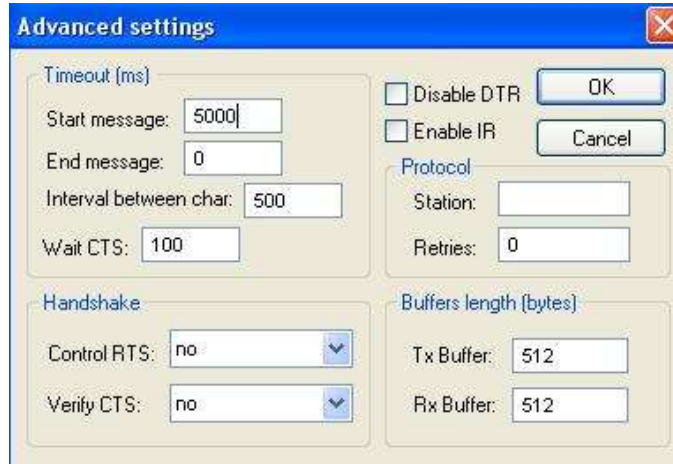 Advanced settings
Timeout (ms)
Start message: 5000
End message: 0
Interval between char: 500
Wait CTS: 100
Disable DTR
Enable IR
OK
Cancel
Protocol
Station:
Retries: 0
Handshake
Control RTS: no
Verify CTS: no
Buffers length (bytes)
Tx Buffer: 512
Rx Buffer: 512